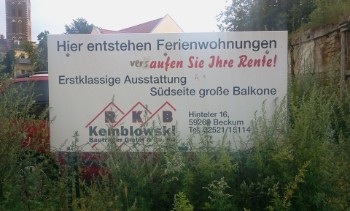 Hier entstehen Ferienwohnungen
versaufen Sie Ihre Rente!
Erstklassige Ausstattung
Südseite große Balkone
RKB
Kemblowski
Hinteler 16,
59269 Beckum
Tel. 02521/15114